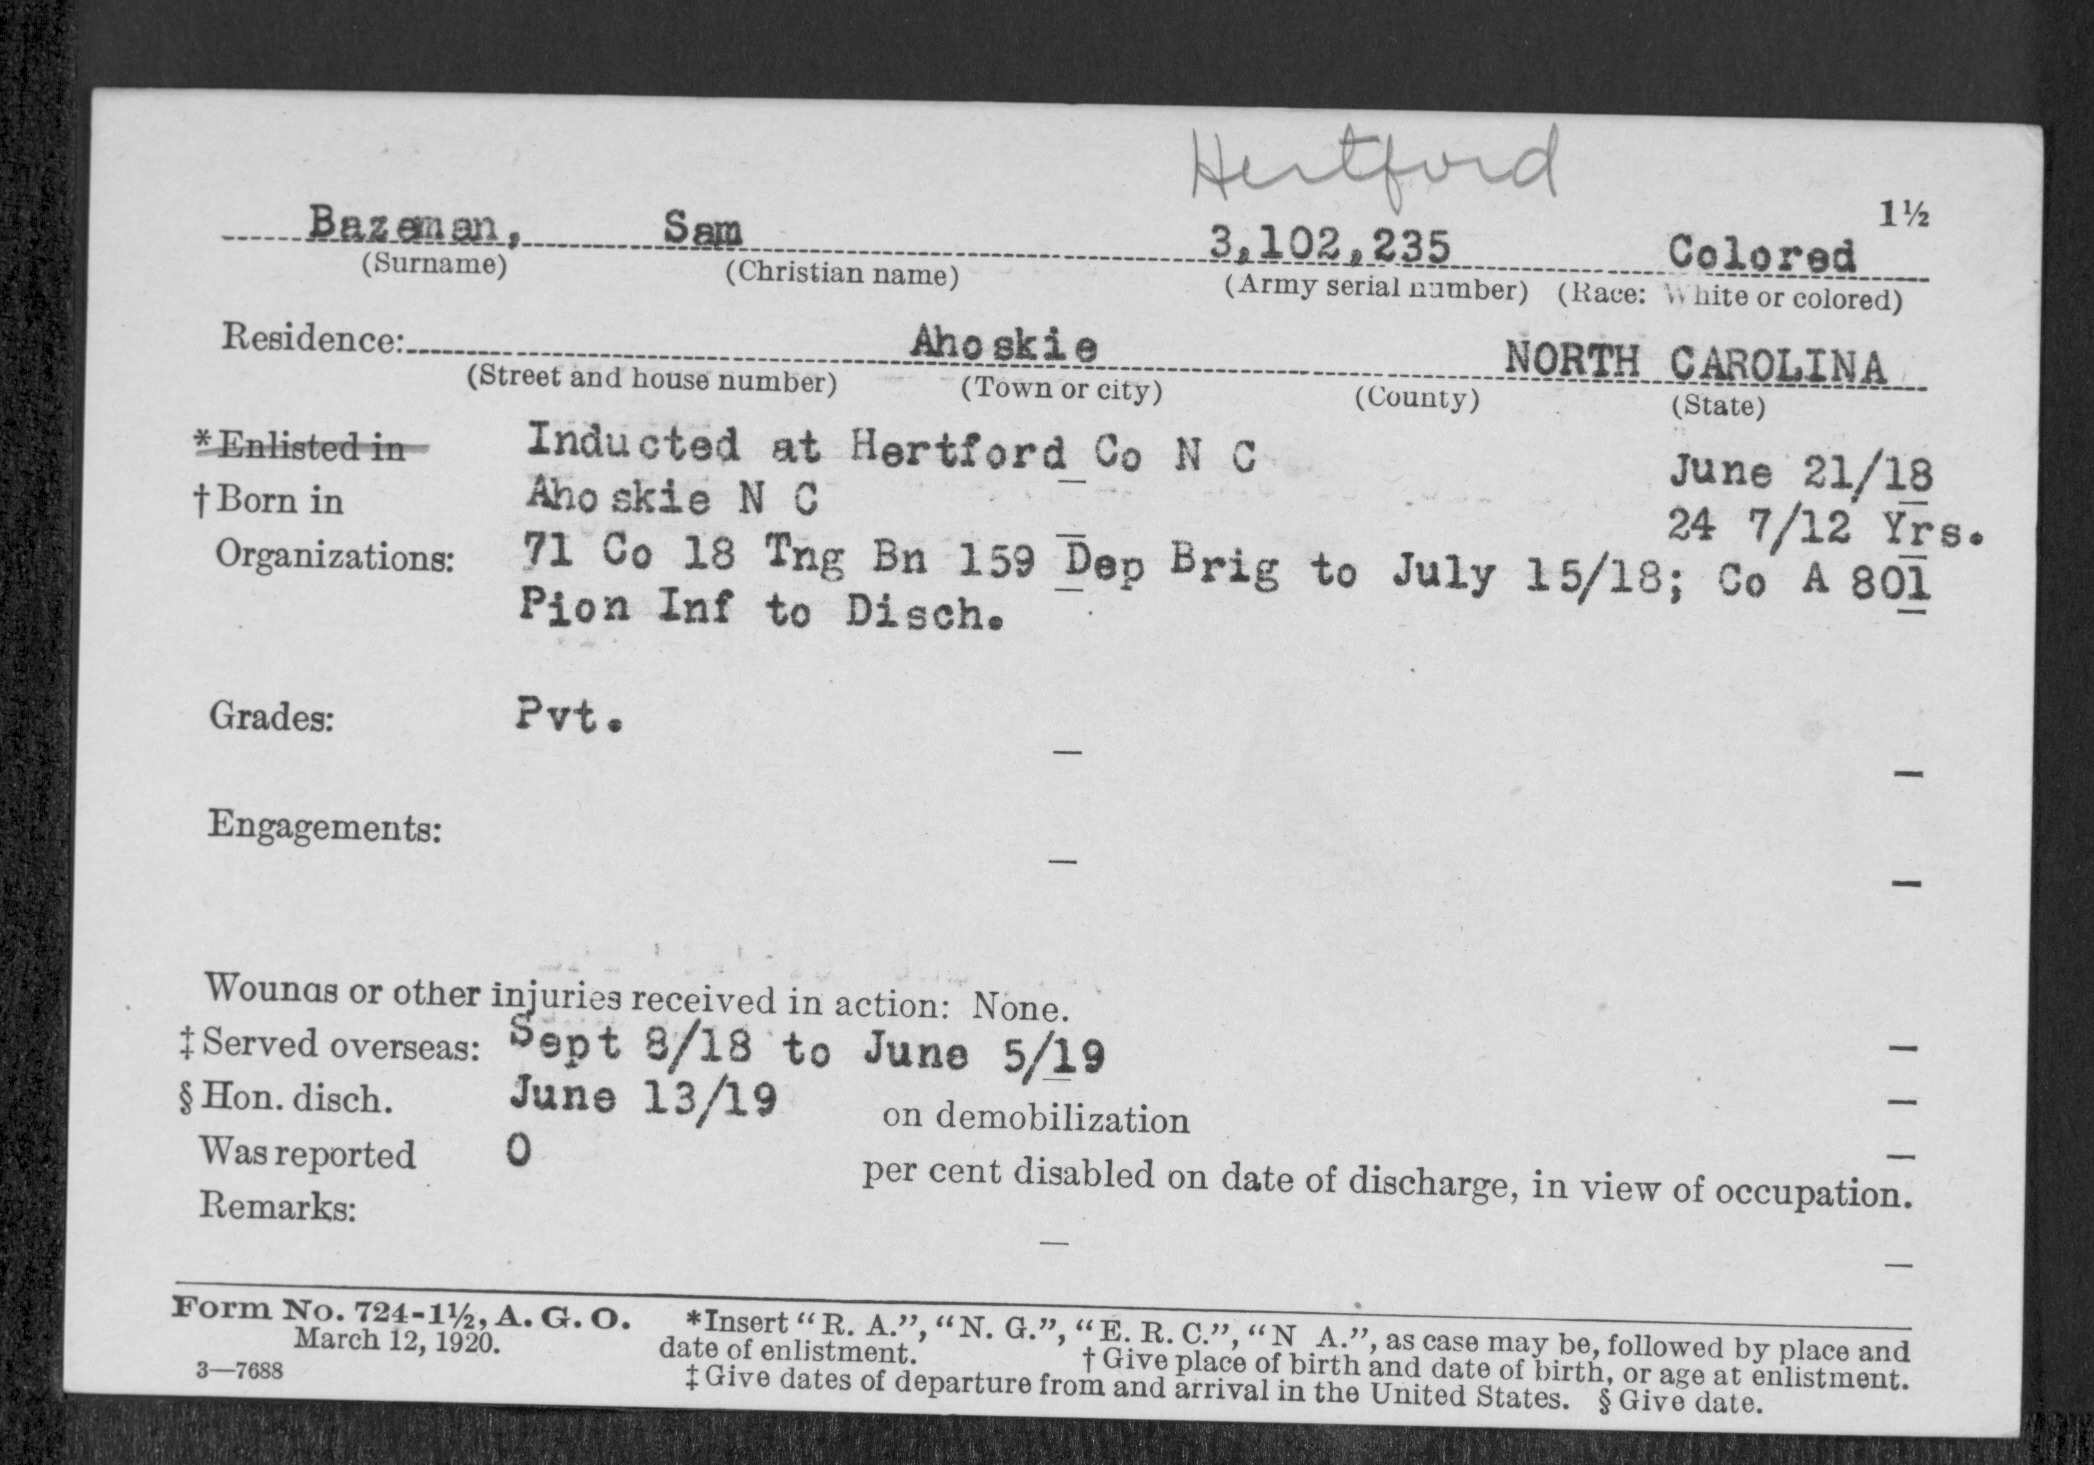 Hertford
1½
Bazeman, Sam 3,102,235 Colored
(Surname) (Christian name) (Army serial number) (Race: White or colored)
Residence: Ahoskie NORTH CAROLINA
(Street and house number) (Town or city) (County) (State)
*Enlisted in Inducted at Hertford Co N C June 21/18
†Born in Ahoskie N C 24 7/12 Yrs.
Organizations: 71 Co 18 Tng Bn 159 Dep Brig to July 15/18; Co A 801
Pion Inf to Disch.
Grades: Pvt.
Engagements:
Wounds or other injuries received in action: None.
‡Served overseas: Sept 8/18 to June 5/19
§Hon. disch. June 13/19 on demobilization
Was reported 0 per cent disabled on date of discharge, in view of occupation.
Remarks:
Form No. 724-1½, A. G. O. *Insert “R. A.”, “N. G.”, “E. R. C.”, “N A.”, as case may be, followed by place and
March 12, 1920. date of enlistment. †Give place of birth and date of birth, or age at enlistment.
3—7688 ‡Give dates of departure from and arrival in the United States. §Give date.